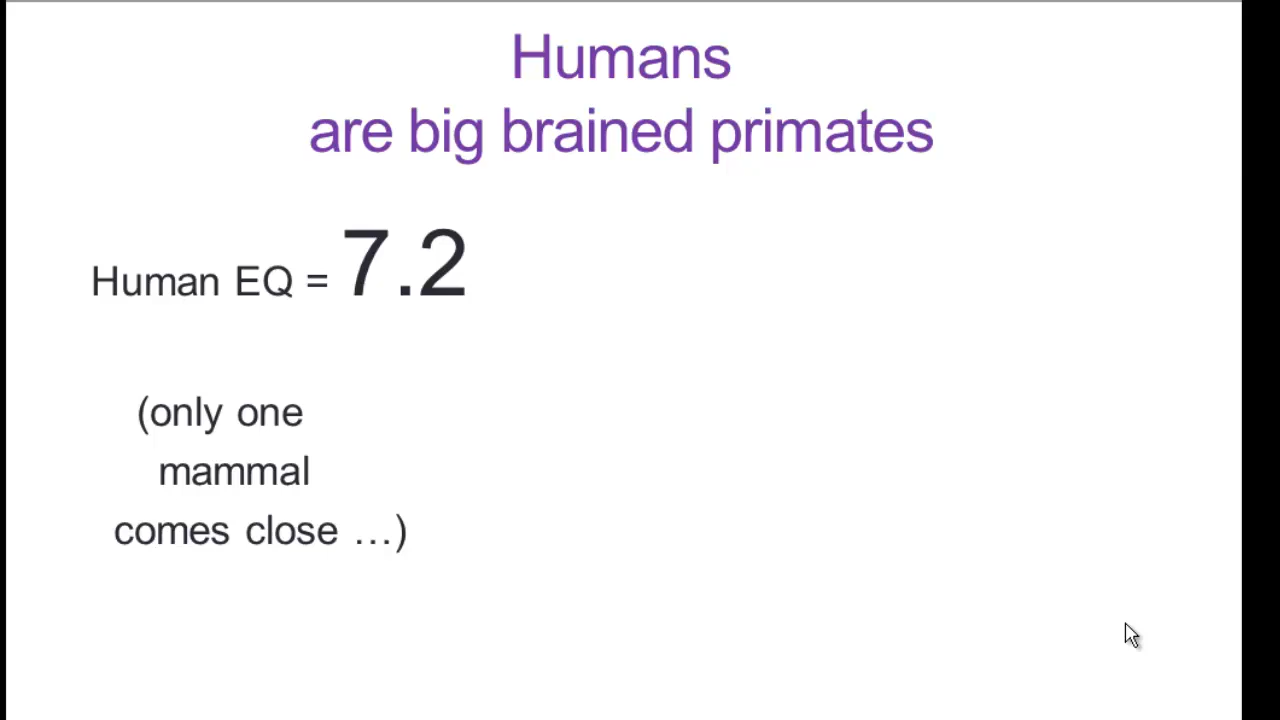 Humans
are big brained primates
Human EQ = 7.2
(only one
mammal
comes close …)